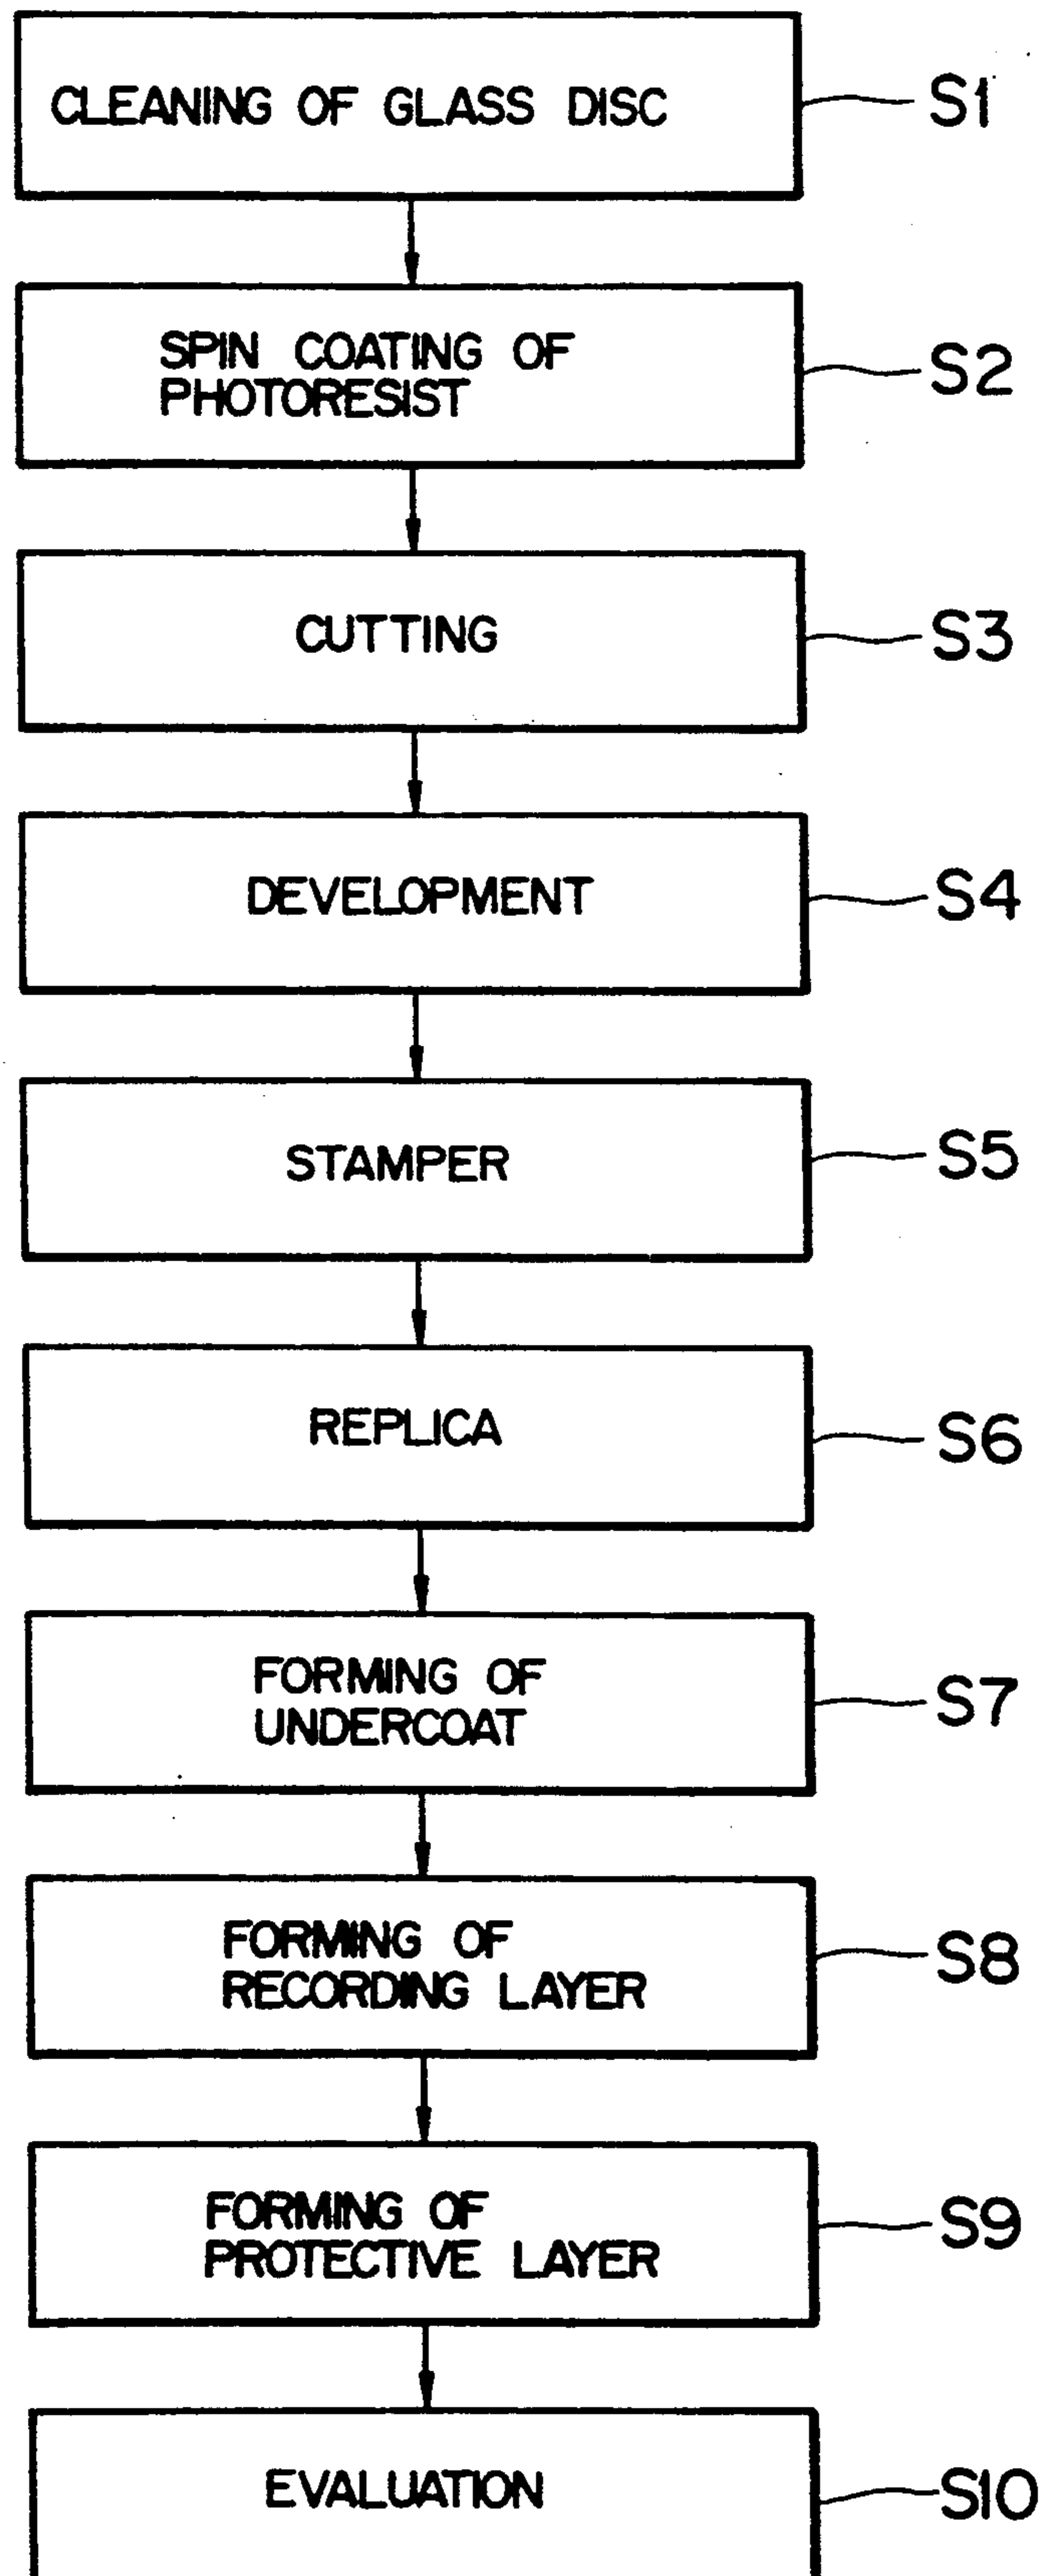 CLEANING OF GLASS DISC
S1
SPIN COATING OF
PHOTORESIST
S2
CUTTING
S3
DEVELOPMENT
S4
STAMPER
S5
REPLICA
S6
FORMING OF
UNDERCOAT
S7
FORMING OF
RECORDING LAYER
S8
FORMING OF
PROTECTIVE LAYER
S9
EVALUATION
S10